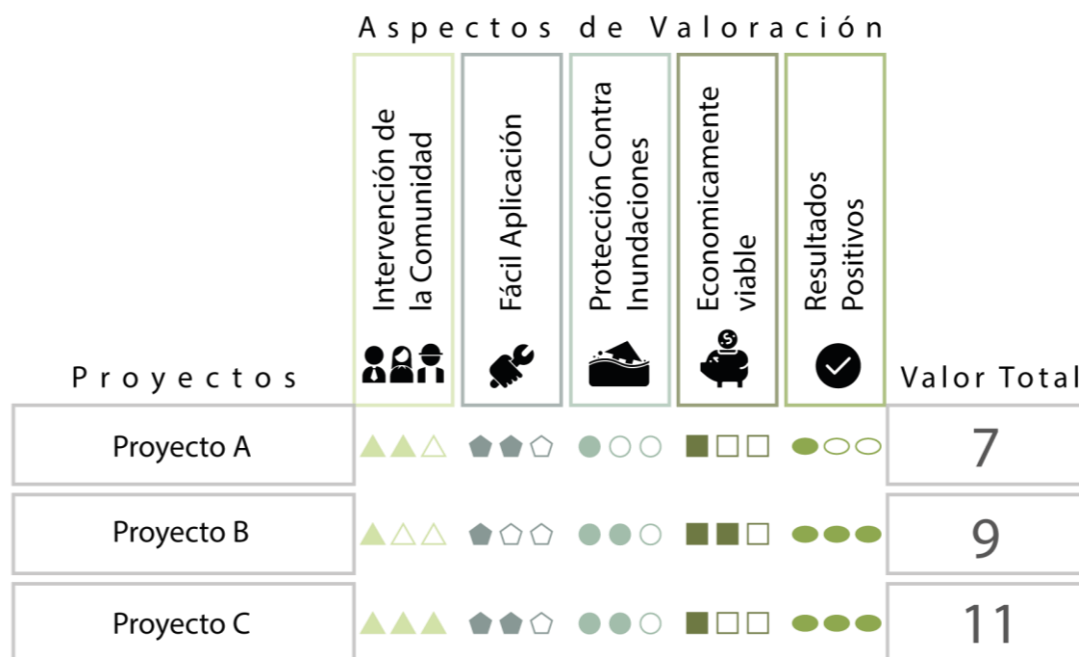 Aspectos de Valoración
Intervención de
la Comunidad
Fácil Aplicación
Protección Contra
Inundaciones
Economicamente
viable
Resultados
Positivos
Proyectos
Valor Total
Proyecto A
7
Proyecto B
9
Proyecto C
11